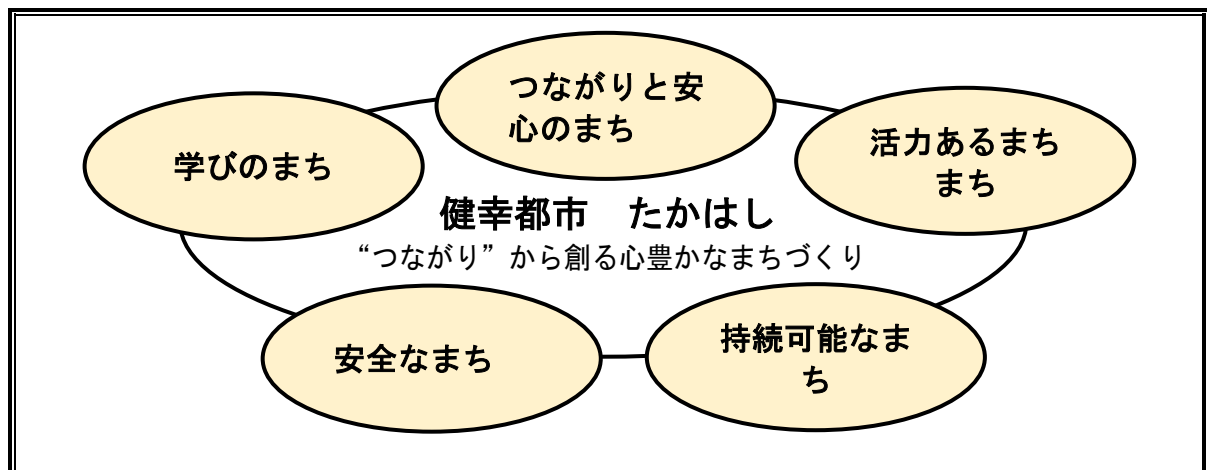 つながりと安
心のまち
学びのまち
活力あるまち
まち
健幸都市　たかはし
“つながり”から創る心豊かなまちづくり
安全なまち
持続可能なま
ち